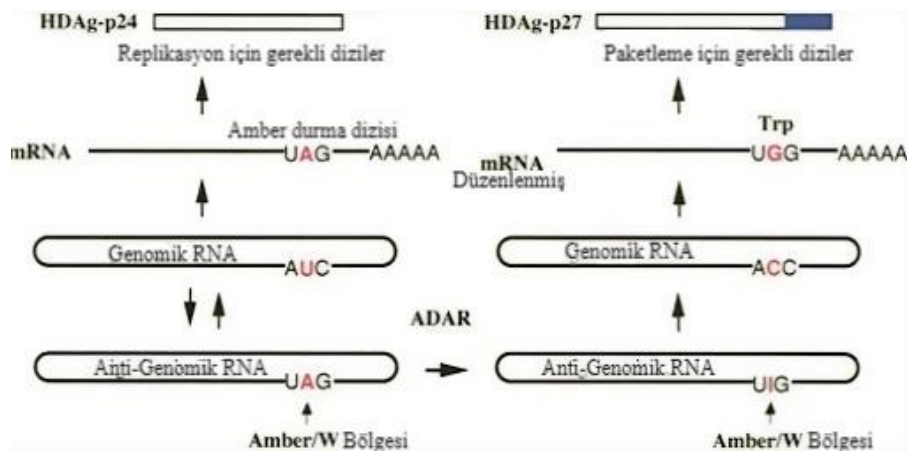 HDAg-p24
HDAg-p27
Replikasyon için gerekli diziler
Paketleme için gerekli diziler
Amber durma dizisi
Trp
mRNA
UAG
AAAAA
mRNA
UGG
AAAAA
Düzenlenmiş
Genomik RNA
AUC
Genomik RNA
ACC
ADAR
Anti-Genomik RNA
UAG
Anti-Genomik RNA
UIG
Amber/W Bölgesi
Amber/W Bölgesi